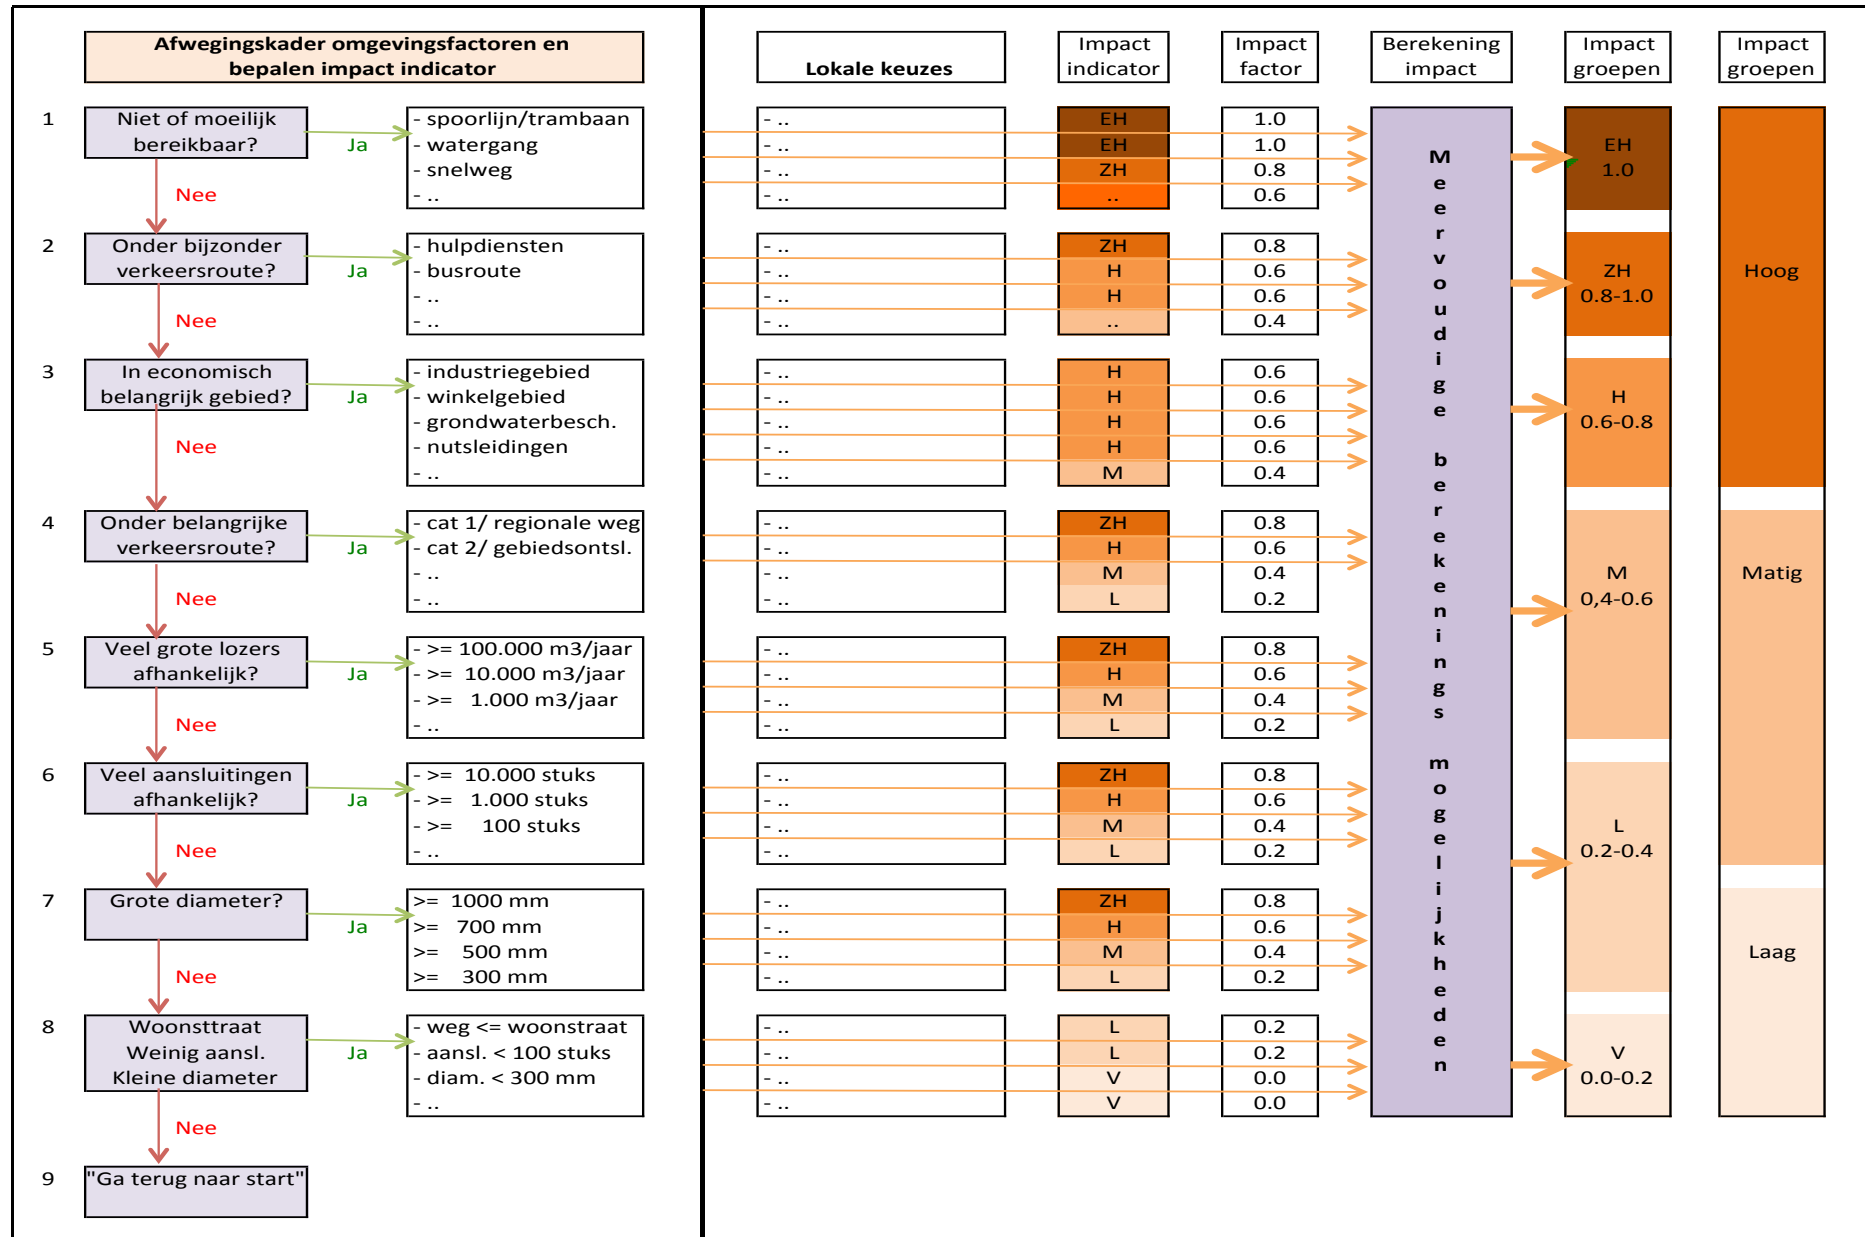 Afwegingskader omgevingsfactoren en
bepalen impact indicator
Lokale keuzes
Impact
indicator
Impact
factor
Berekening
impact
Impact
groepen
Impact
groepen
1
Niet of moeilijk
bereikbaar?
Ja
Nee
- spoorlijn/trambaan
- watergang
- snelweg
- ..
- ..
- ..
- ..
- ..
EH
EH
ZH
..
1.0
1.0
0.8
0.6
2
Onder bijzonder
verkeersroute?
Ja
Nee
- hulpdiensten
- busroute
- ..
- ..
- ..
- ..
- ..
- ..
ZH
H
H
..
0.8
0.6
0.6
0.4
3
In economisch
belangrijk gebied?
Ja
Nee
- industriegebied
- winkelgebied
- grondwaterbesch.
- nutsleidingen
- ..
- ..
- ..
- ..
- ..
- ..
H
H
H
H
M
0.6
0.6
0.6
0.6
0.4
4
Onder belangrijke
verkeersroute?
Ja
Nee
- cat 1/ regionale weg
- cat 2/ gebiedsontsl.
- ..
- ..
- ..
- ..
- ..
- ..
ZH
H
M
L
0.8
0.6
0.4
0.2
5
Veel grote lozers
afhankelijk?
Ja
Nee
- >= 100.000 m3/jaar
- >= 10.000 m3/jaar
- >= 1.000 m3/jaar
- ..
- ..
- ..
- ..
- ..
ZH
H
M
L
0.8
0.6
0.4
0.2
6
Veel aansluitingen
afhankelijk?
Ja
Nee
- >= 10.000 stuks
- >= 1.000 stuks
- >= 100 stuks
- ..
- ..
- ..
- ..
- ..
ZH
H
M
L
0.8
0.6
0.4
0.2
7
Grote diameter?
Ja
Nee
>= 1000 mm
>= 700 mm
>= 500 mm
>= 300 mm
- ..
- ..
- ..
- ..
ZH
H
M
L
0.8
0.6
0.4
0.2
8
Woonsttraat
Weinig aansl.
Kleine diameter
Ja
Nee
- weg <= woonstraat
- aansl. < 100 stuks
- diam. < 300 mm
- ..
- ..
- ..
- ..
- ..
L
L
V
V
0.2
0.2
0.0
0.0
9
"Ga terug naar start"
Meervoudige berekenings mogelijkheden
EH
1.0
ZH
0.8-1.0
H
0.6-0.8
M
0,4-0.6
L
0.2-0.4
V
0.0-0.2
Hoog
Matig
Laag